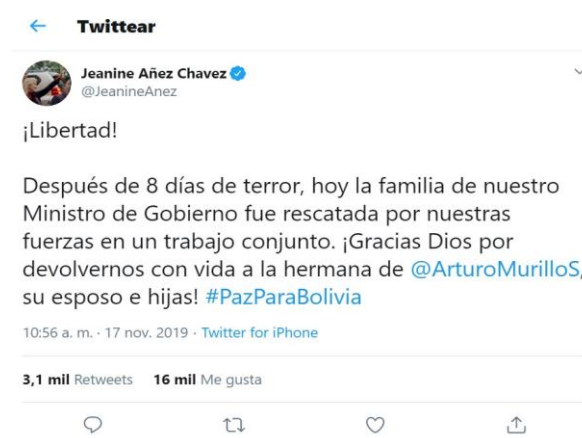 Twittear
Jeanine Añez Chavez
@JeanineAnez
¡Libertad!
Después de 8 días de terror, hoy la familia de nuestro
Ministro de Gobierno fue rescatada por nuestras
fuerzas en un trabajo conjunto. ¡Gracias Dios por
devolvernos con vida a la hermana de @ArturoMurilloS,
su esposo e hijas! #PazParaBolivia
10:56 a. m. · 17 nov. 2019 · Twitter for iPhone
3,1 mil Retweets 16 mil Me gusta